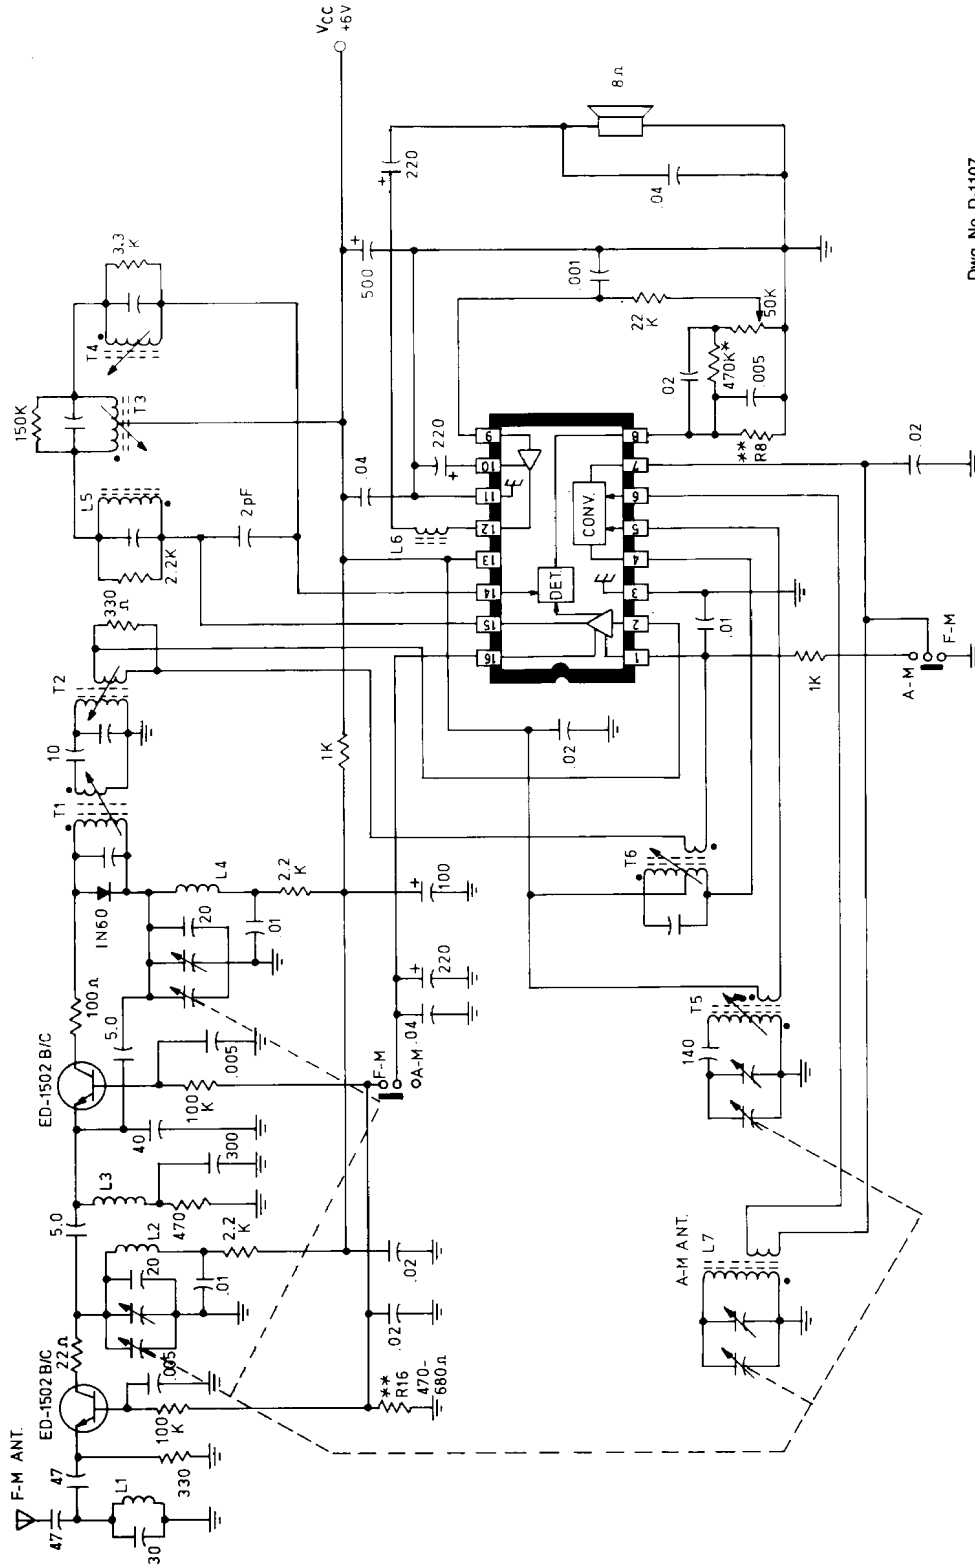 F-M ANT.
47
47
30
L1
330
ED-1502 B/C
22Ω
100
K
.005
**
R16
470-
680Ω
20
L2
.01
2.2
K
.02
.02
5.0
L3
470
300
40
ED-1502 B/C
100Ω
5.0
100
K
.005
F-M
A-M
.04
220
100
IN60
20
L4
.01
2.2
K
T1
10
T2
330
Ω
1K
2.2K
L5
2pF
150K
T3
T4
3.3
K
VCC
+6V
500
+
.04
220
+
220
+
L6
8Ω
.04
.001
22
K
50K
.02
470K*
.005
**
R8
16
15
14
13
12
11
10
9
1
2
3
4
5
6
7
8
DET.
CONV.
.02
.01
1K
A-M
F-M
.02
T6
T5
140
A-M ANT.
L7
Dwg. No. D-1107